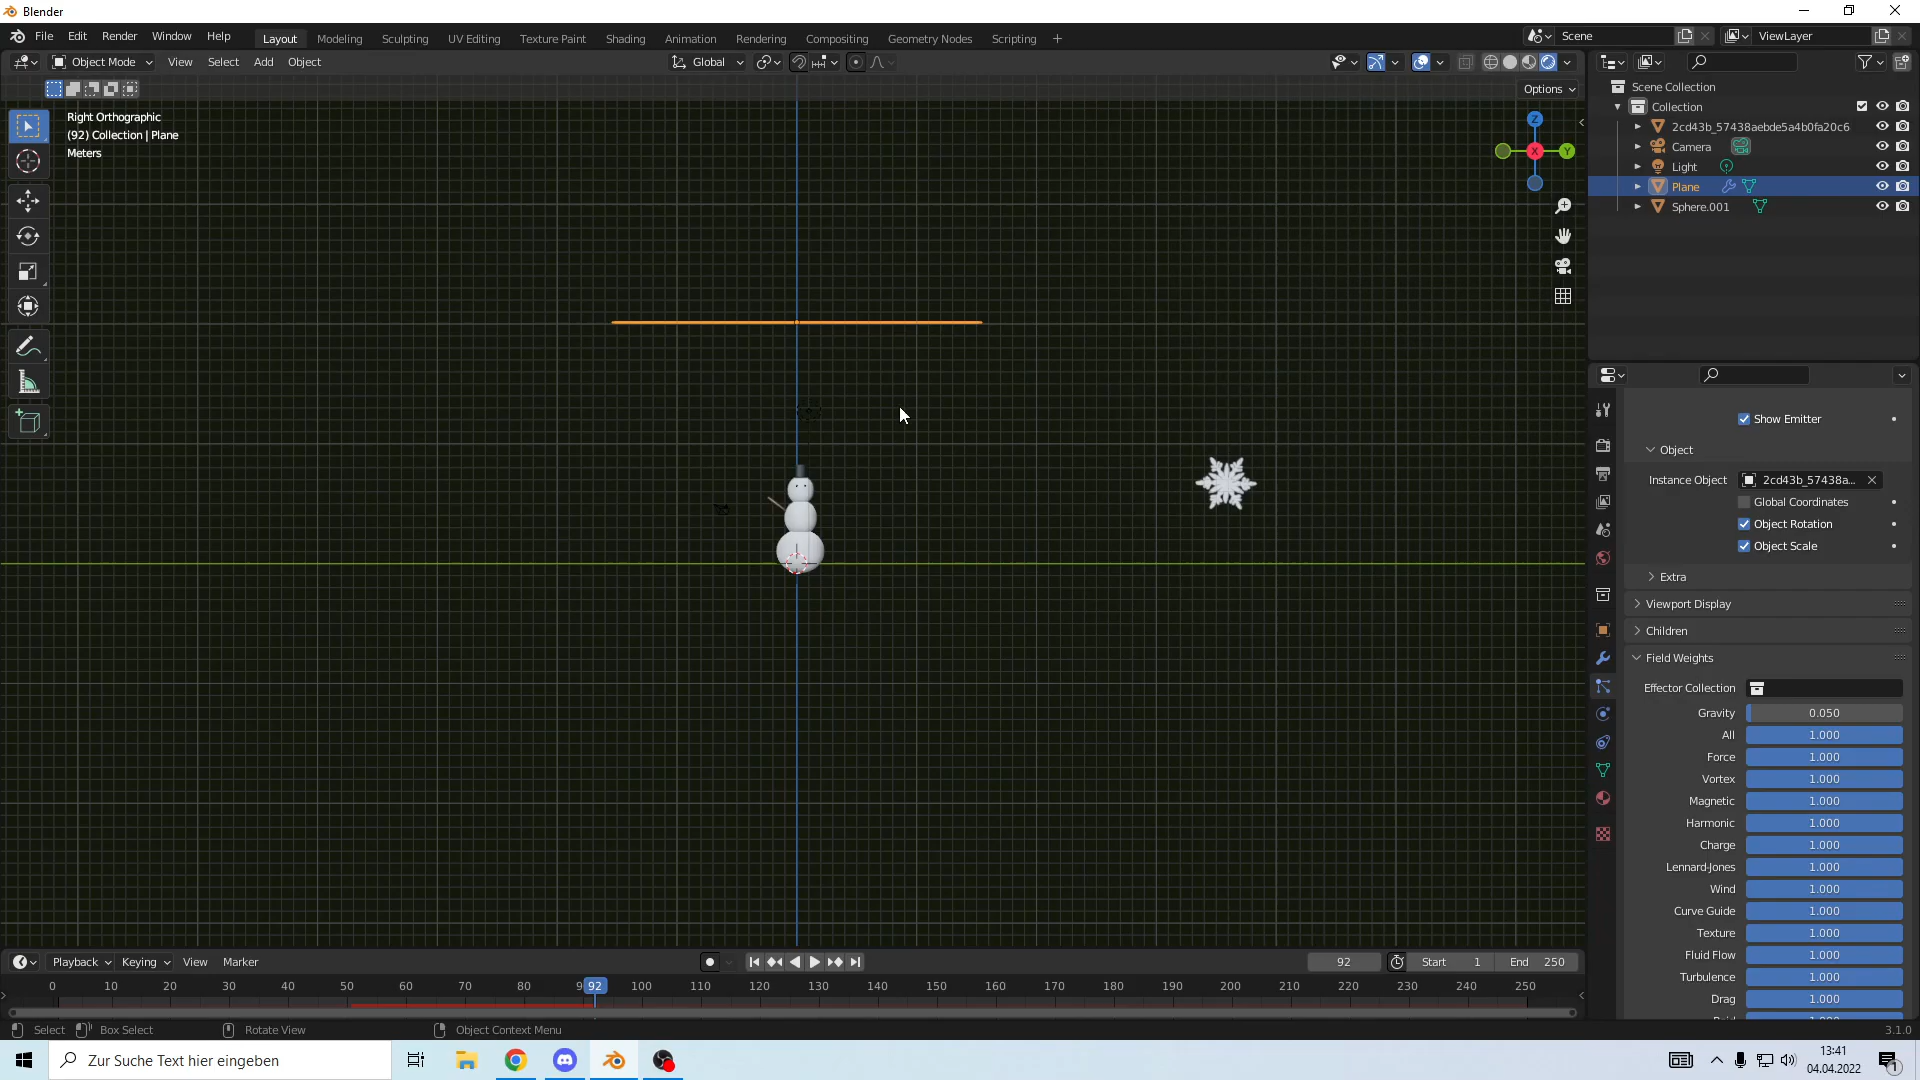 Blender
File Edit Render Window Help
Layout Modeling Sculpting UV Editing Texture Paint Shading Animation Rendering Compositing Geometry Nodes Scripting +
Scene
ViewLayer
Object Mode View Select Add Object
Global
Options
Right Orthographic
(92) Collection | Plane
Meters
Z
X
Y
Scene Collection
Collection
2cd43b_57438aebde5a4b0fa20c6
Camera
Light
Plane
Sphere.001
Show Emitter
Object
Instance Object 2cd43b_57438a...
Global Coordinates
Object Rotation
Object Scale
Extra
Viewport Display
Children
Field Weights
Effector Collection
Gravity 0.050
All 1.000
Force 1.000
Vortex 1.000
Magnetic 1.000
Harmonic 1.000
Charge 1.000
Lennard-Jones 1.000
Wind 1.000
Curve Guide 1.000
Texture 1.000
Fluid Flow 1.000
Turbulence 1.000
Drag 1.000
Playback Keying View Marker
92 Start 1 End 250
0 10 20 30 40 50 60 70 80 92 100 110 120 130 140 150 160 170 180 190 200 210 220 230 240 250
Select Box Select Rotate View Object Context Menu
3.1.0
Zur Suche Text hier eingeben
13:41
04.04.2022
1